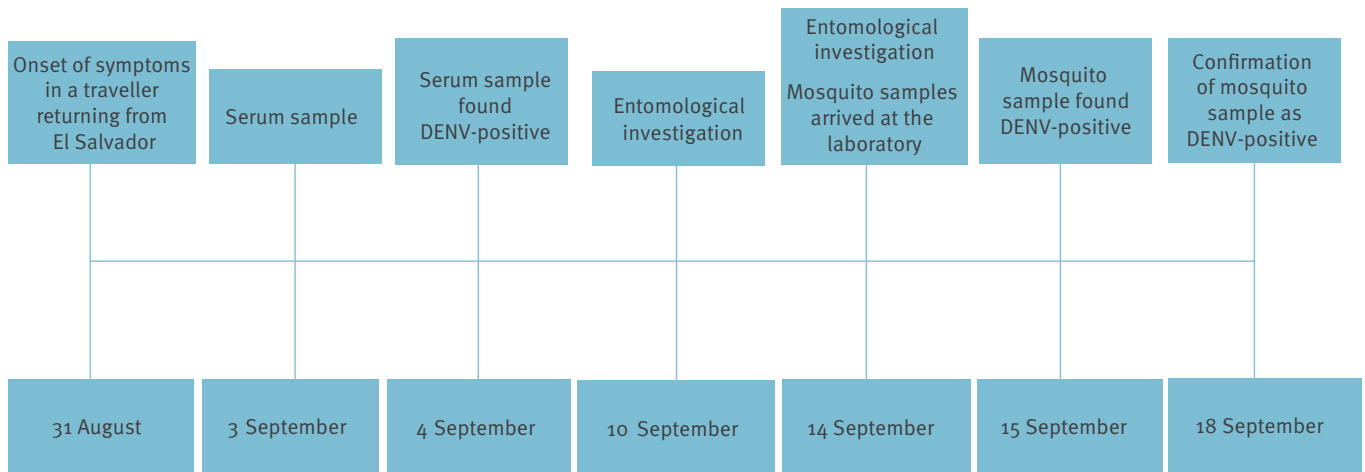 Onset of symptoms
in a traveller
returning from
El Salvador
Serum sample
Serum sample
found
DENV-positive
Entomological
investigation
Entomological
investigation
Mosquito samples
arrived at the
laboratory
Mosquito
sample found
DENV-positive
Confirmation
of mosquito
sample as
DENV-positive
31 August
3 September
4 September
10 September
14 September
15 September
18 September